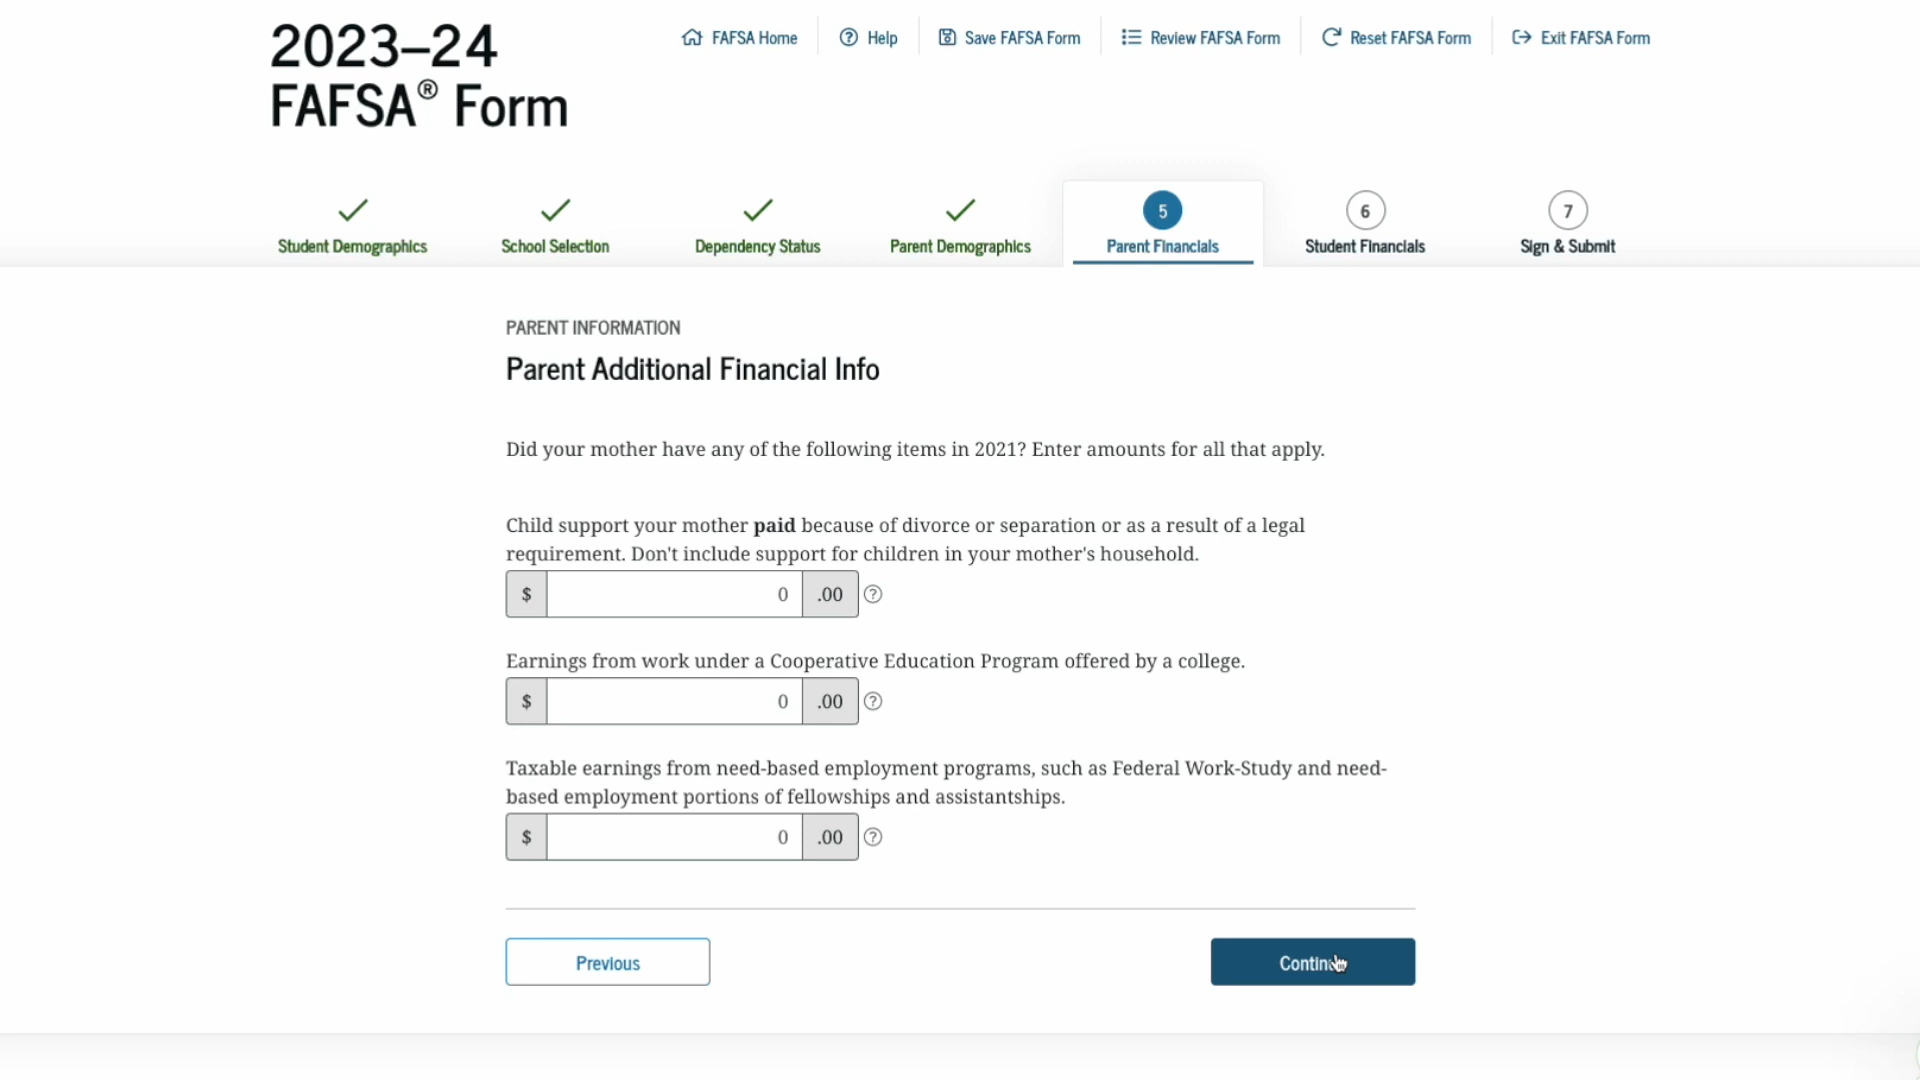 2023–24
FAFSA® Form
FAFSA Home
Help
Save FAFSA Form
Review FAFSA Form
Reset FAFSA Form
Exit FAFSA Form
Student Demographics
School Selection
Dependency Status
Parent Demographics
5
Parent Financials
6
Student Financials
7
Sign & Submit
PARENT INFORMATION
Parent Additional Financial Info
Did your mother have any of the following items in 2021? Enter amounts for all that apply.
Child support your mother paid because of divorce or separation or as a result of a legal
requirement. Don't include support for children in your mother's household.
$ 0 .00
Earnings from work under a Cooperative Education Program offered by a college.
$ 0 .00
Taxable earnings from need-based employment programs, such as Federal Work-Study and need-
based employment portions of fellowships and assistantships.
$ 0 .00
Previous
Continue